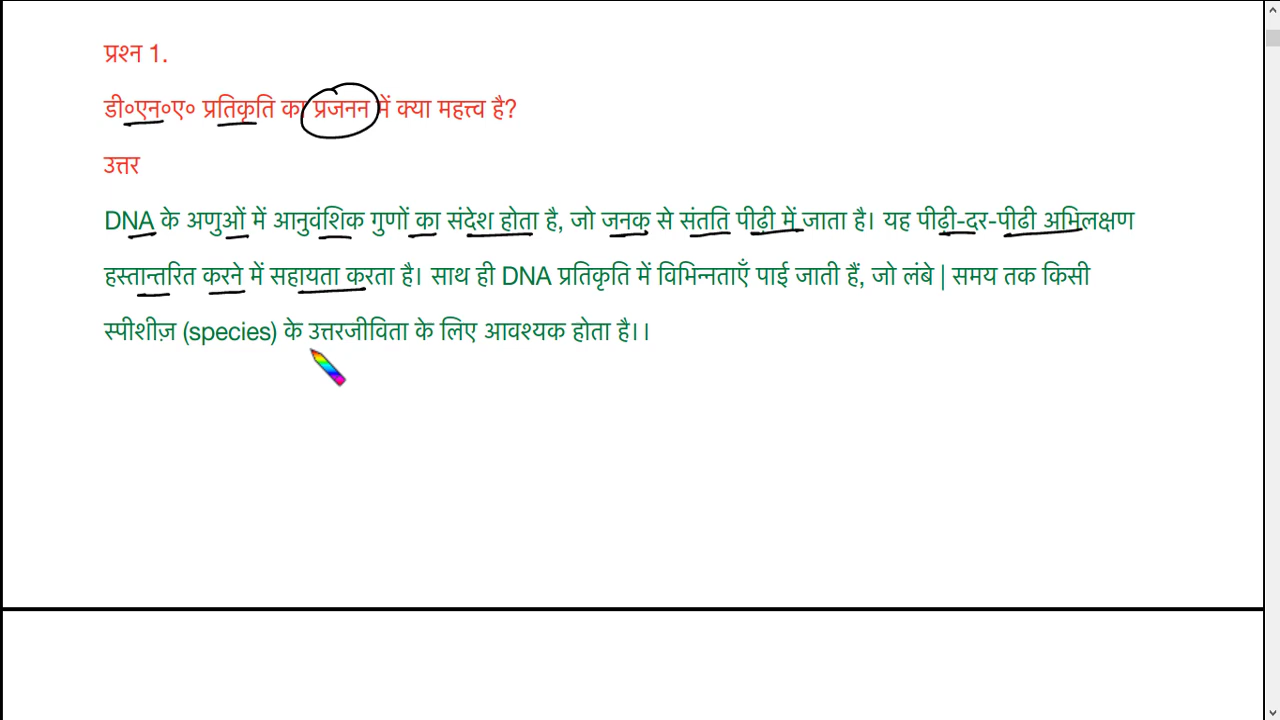 प्रश्न 1.
डी॰एन॰ए॰ प्रतिकृति का प्रजनन में क्या महत्त्व है?
उत्तर
DNA के अणुओं में आनुवंशिक गुणों का संदेश होता है, जो जनक से संतति पीढ़ी में जाता है। यह पीढ़ी-दर-पीढी अभिलक्षण
हस्तान्तरित करने में सहायता करता है। साथ ही DNA प्रतिकृति में विभिन्नताएँ पाई जाती हैं, जो लंबे | समय तक किसी
स्पीशीज़ (species) के उत्तरजीविता के लिए आवश्यक होता है।।